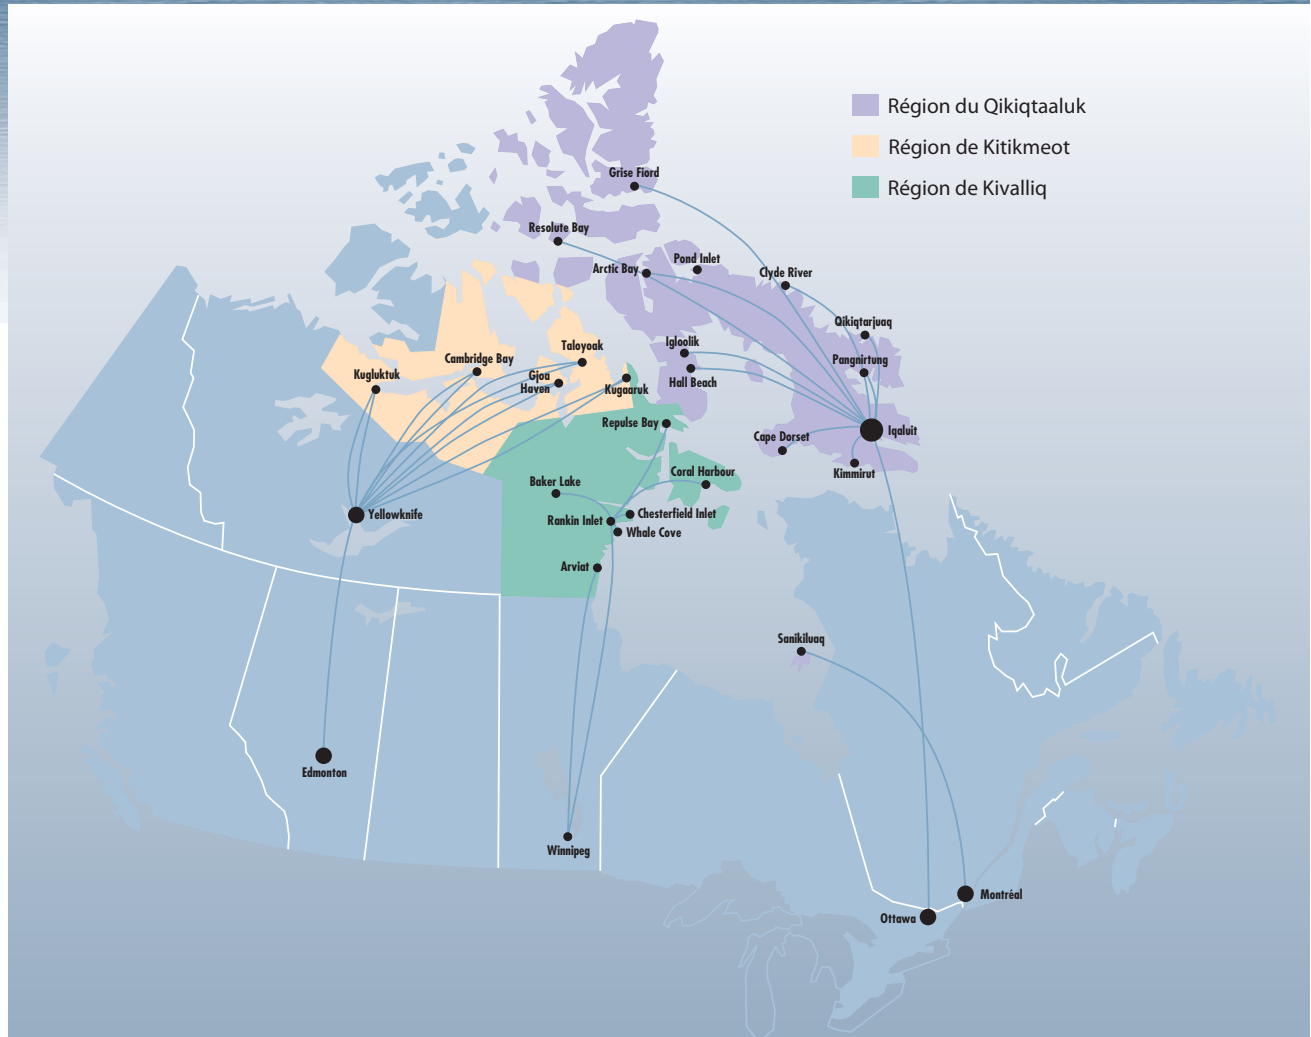 Région du Qikiqtaaluk
Région de Kitikmeot
Région de Kivalliq
Grise Fiord
Resolute Bay
Pond Inlet
Arctic Bay
Clyde River
Qikiqtarjuaq
Igloolik
Taloyoak
Cambridge Bay
Pangnirtung
Kugluktuk
Gjoa
Haven
Hall Beach
Kugaaruk
Repulse Bay
Iqaluit
Cape Dorset
Coral Harbour
Kimmirut
Baker Lake
Yellowknife
Chesterfield Inlet
Rankin Inlet
Whale Cove
Arviat
Sanikiluaq
Edmonton
Winnipeg
Montréal
Ottawa